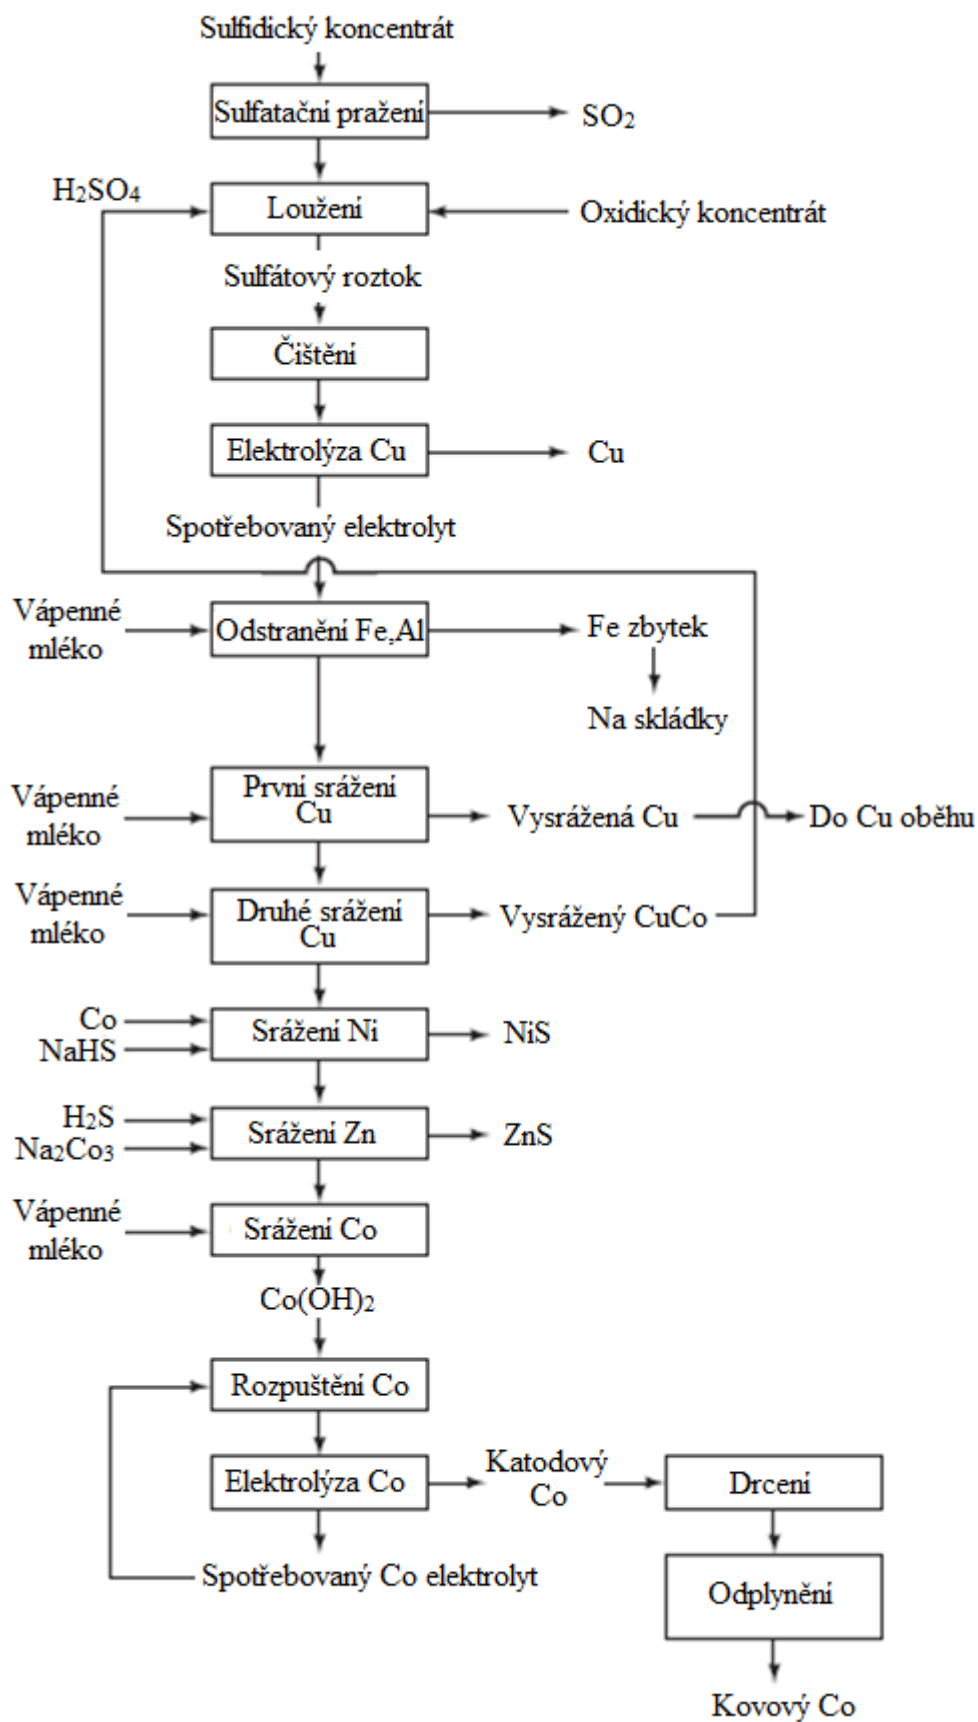 Sulfidický koncentrát
Sulfatační pražení
SO2
H2SO4
Loužení
Oxidický koncentrát
Sulfátový roztok
Čištění
Elektrolýza Cu
Cu
Spotřebovaný elektrolyt
Vápenné
mléko
Odstranění Fe,Al
Fe zbytek
Na skládky
Vápenné
mléko
První srážení
Cu
Vysrážená Cu
Do Cu oběhu
Vápenné
mléko
Druhé srážení
Cu
Vysrážený CuCo
Co
NaHS
Srážení Ni
NiS
H2S
Na2Co3
Srážení Zn
ZnS
Vápenné
mléko
Srážení Co
Co(OH)2
Rozpuštění Co
Elektrolýza Co
Katodový
Co
Drcení
Spotřebovaný Co elektrolyt
Odplynění
Kovový Co